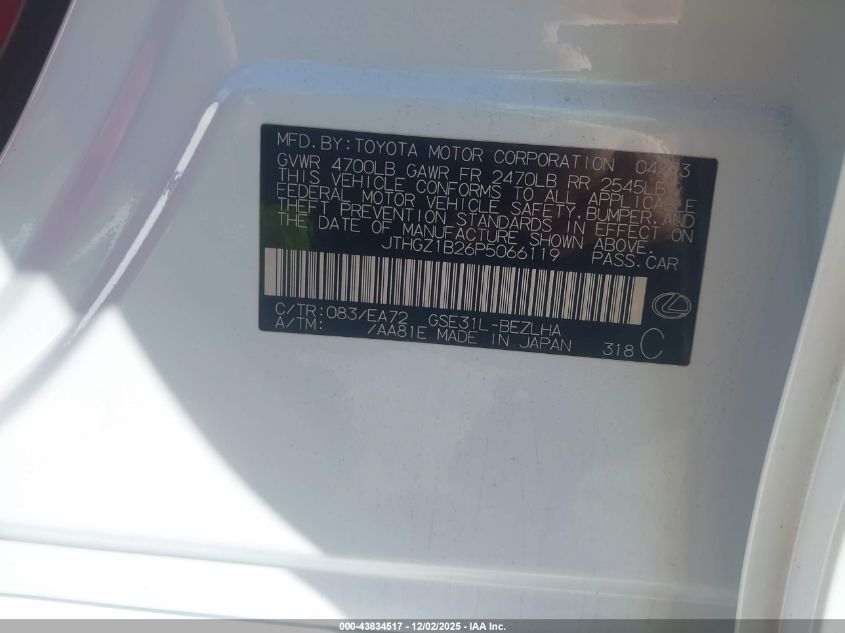 MFD. BY: TOYOTA MOTOR CORPORATION
GVWR 4700LB GAWR FR 2470LB RR 2545LB
THIS VEHICLE CONFORMS TO ALL APPLICABLE
FEDERAL MOTOR VEHICLE SAFETY, BUMPER, AND
THEFT PREVENTION STANDARDS IN EFFECT ON
THE DATE OF MANUFACTURE SHOWN ABOVE.
JTHGZ1B26P5066119 PASS. CAR
C/TR: 083/EA72 GSE31L-BEZLHA
A/TM: /AA81E MADE IN JAPAN 318 C
000-43834517 - 12/02/2025 - IAA Inc.